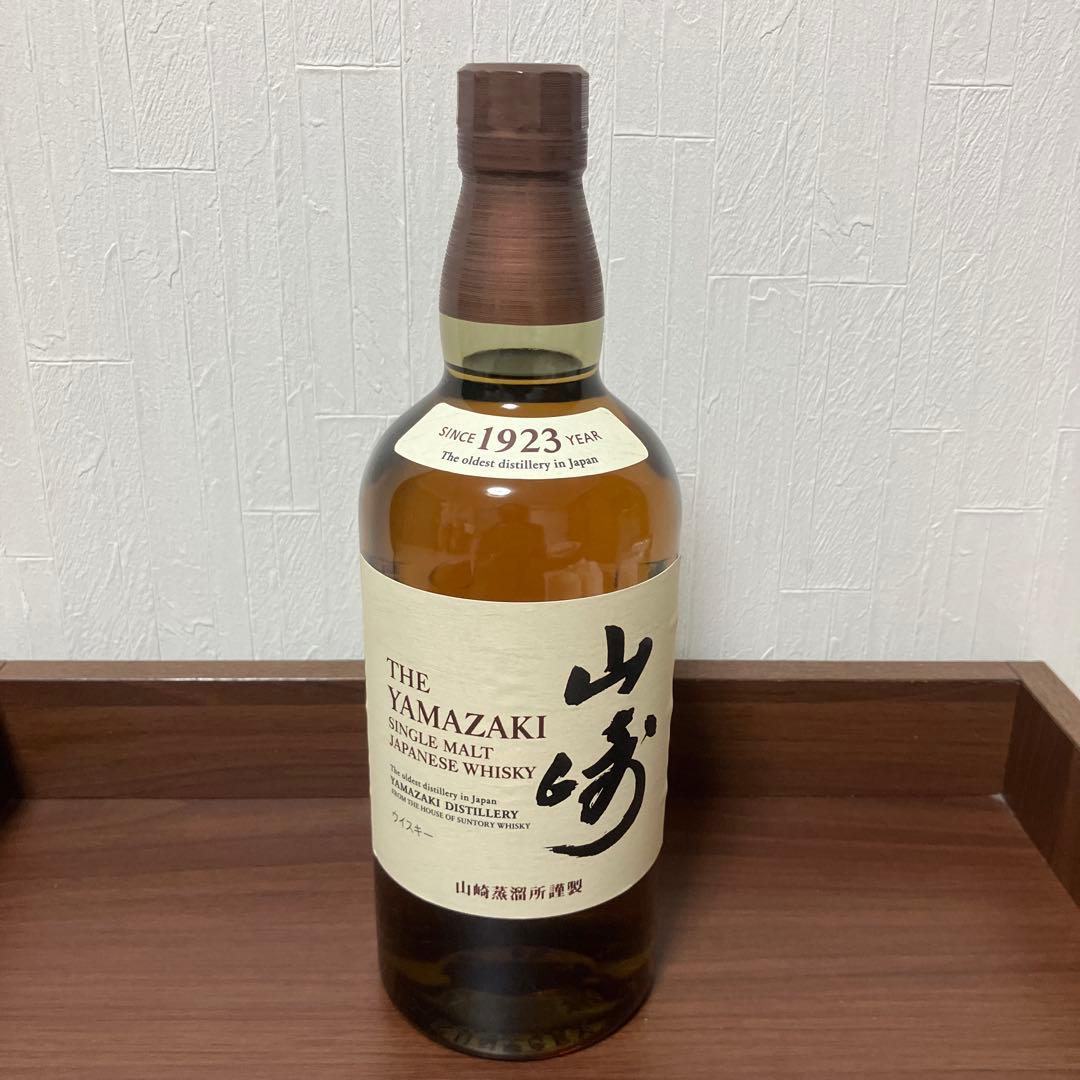 SINCE 1923 YEAR
The oldest distillery in Japan
THE
YAMAZAKI
SINGLE MALT
JAPANESE WHISKY
The oldest distillery in Japan
YAMAZAKI DISTILLERY
FROM THE HOUSE OF SUNTORY WHISKY
ウイスキー
山崎
山崎蒸溜所謹製